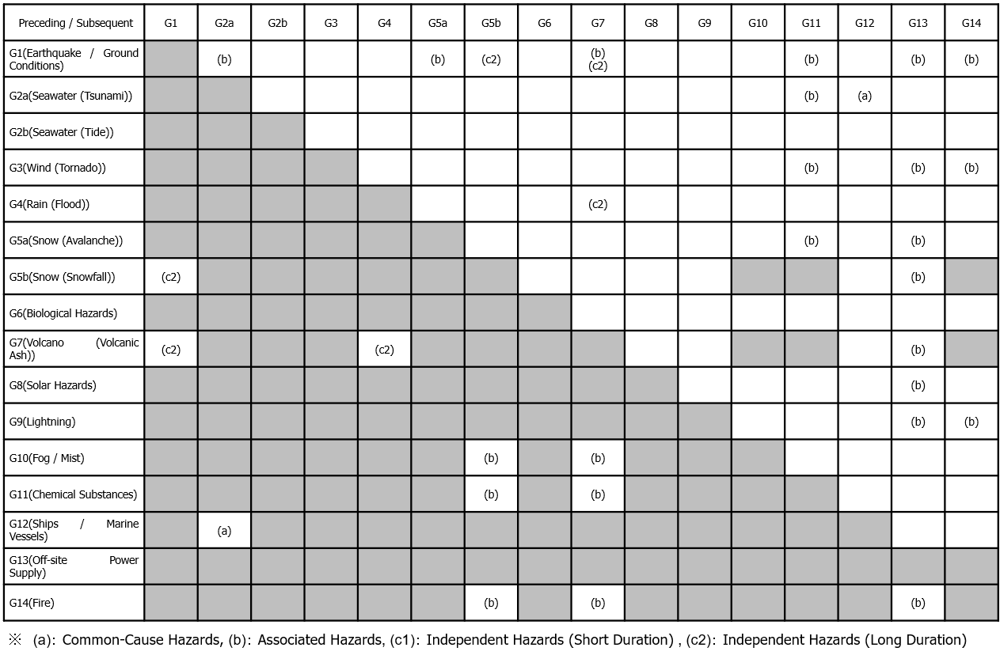 Preceding / Subsequent G1 G2a G2b G3 G4 G5a G5b G6 G7 G8 G9 G10 G11 G12 G13 G14
G1(Earthquake / Ground
Conditions) (b) (b) (c2) (b) (c2) (b) (b) (b)
G2a(Seawater (Tsunami)) (b) (a)
G2b(Seawater (Tide))
G3(Wind (Tornado)) (b) (b) (b)
G4(Rain (Flood)) (c2)
G5a(Snow (Avalanche)) (b) (b)
G5b(Snow (Snowfall)) (c2) (b)
G6(Biological Hazards)
G7(Volcano (Volcanic
Ash)) (c2) (c2) (b)
G8(Solar Hazards) (b)
G9(Lightning) (b) (b)
G10(Fog / Mist) (b) (b)
G11(Chemical Substances) (b) (b)
G12(Ships / Marine
Vessels) (a)
G13(Off-site Power
Supply)
G14(Fire) (b) (b) (b)
※ (a): Common-Cause Hazards, (b): Associated Hazards, (c1): Independent Hazards (Short Duration) , (c2): Independent Hazards (Long Duration)